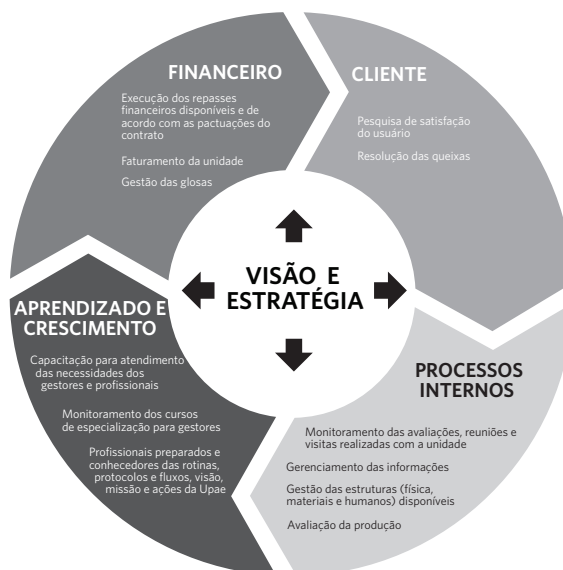 FINANCEIRO
Execução dos repasses
financeiros disponíveis e de
acordo com as pactuações do
contrato
Faturamento da unidade
Gestão das glosas
CLIENTE
Pesquisa de satisfação
do usuário
Resolução das queixas
VISÃO E
ESTRATÉGIA
APRENDIZADO E
CRESCIMENTO
Capacitação para atendimento
das necessidades dos
gestores e profissionais
Monitoramento dos cursos
de especialização para gestores
Profissionais preparados e
conhecedores das rotinas,
protocolos e fluxos, visão,
missão e ações da Upae
PROCESSOS
INTERNOS
Monitoramento das avaliações, reuniões e
visitas realizadas com a unidade
Gerenciamento das informações
Gestão das estruturas (física,
materiais e humanos) disponíveis
Avaliação da produção